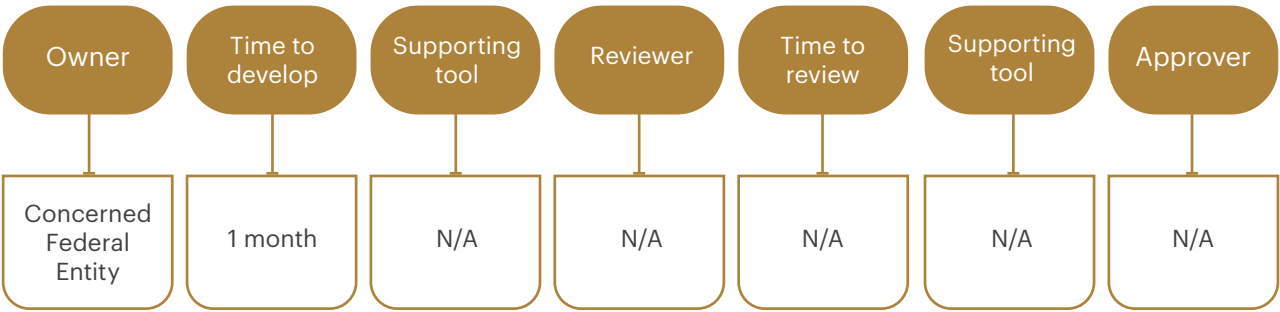 Owner
Time to
develop
Supporting
tool
Reviewer
Time to
review
Supporting
tool
Approver
Concerned
Federal
Entity
1 month
N/A
N/A
N/A
N/A
N/A